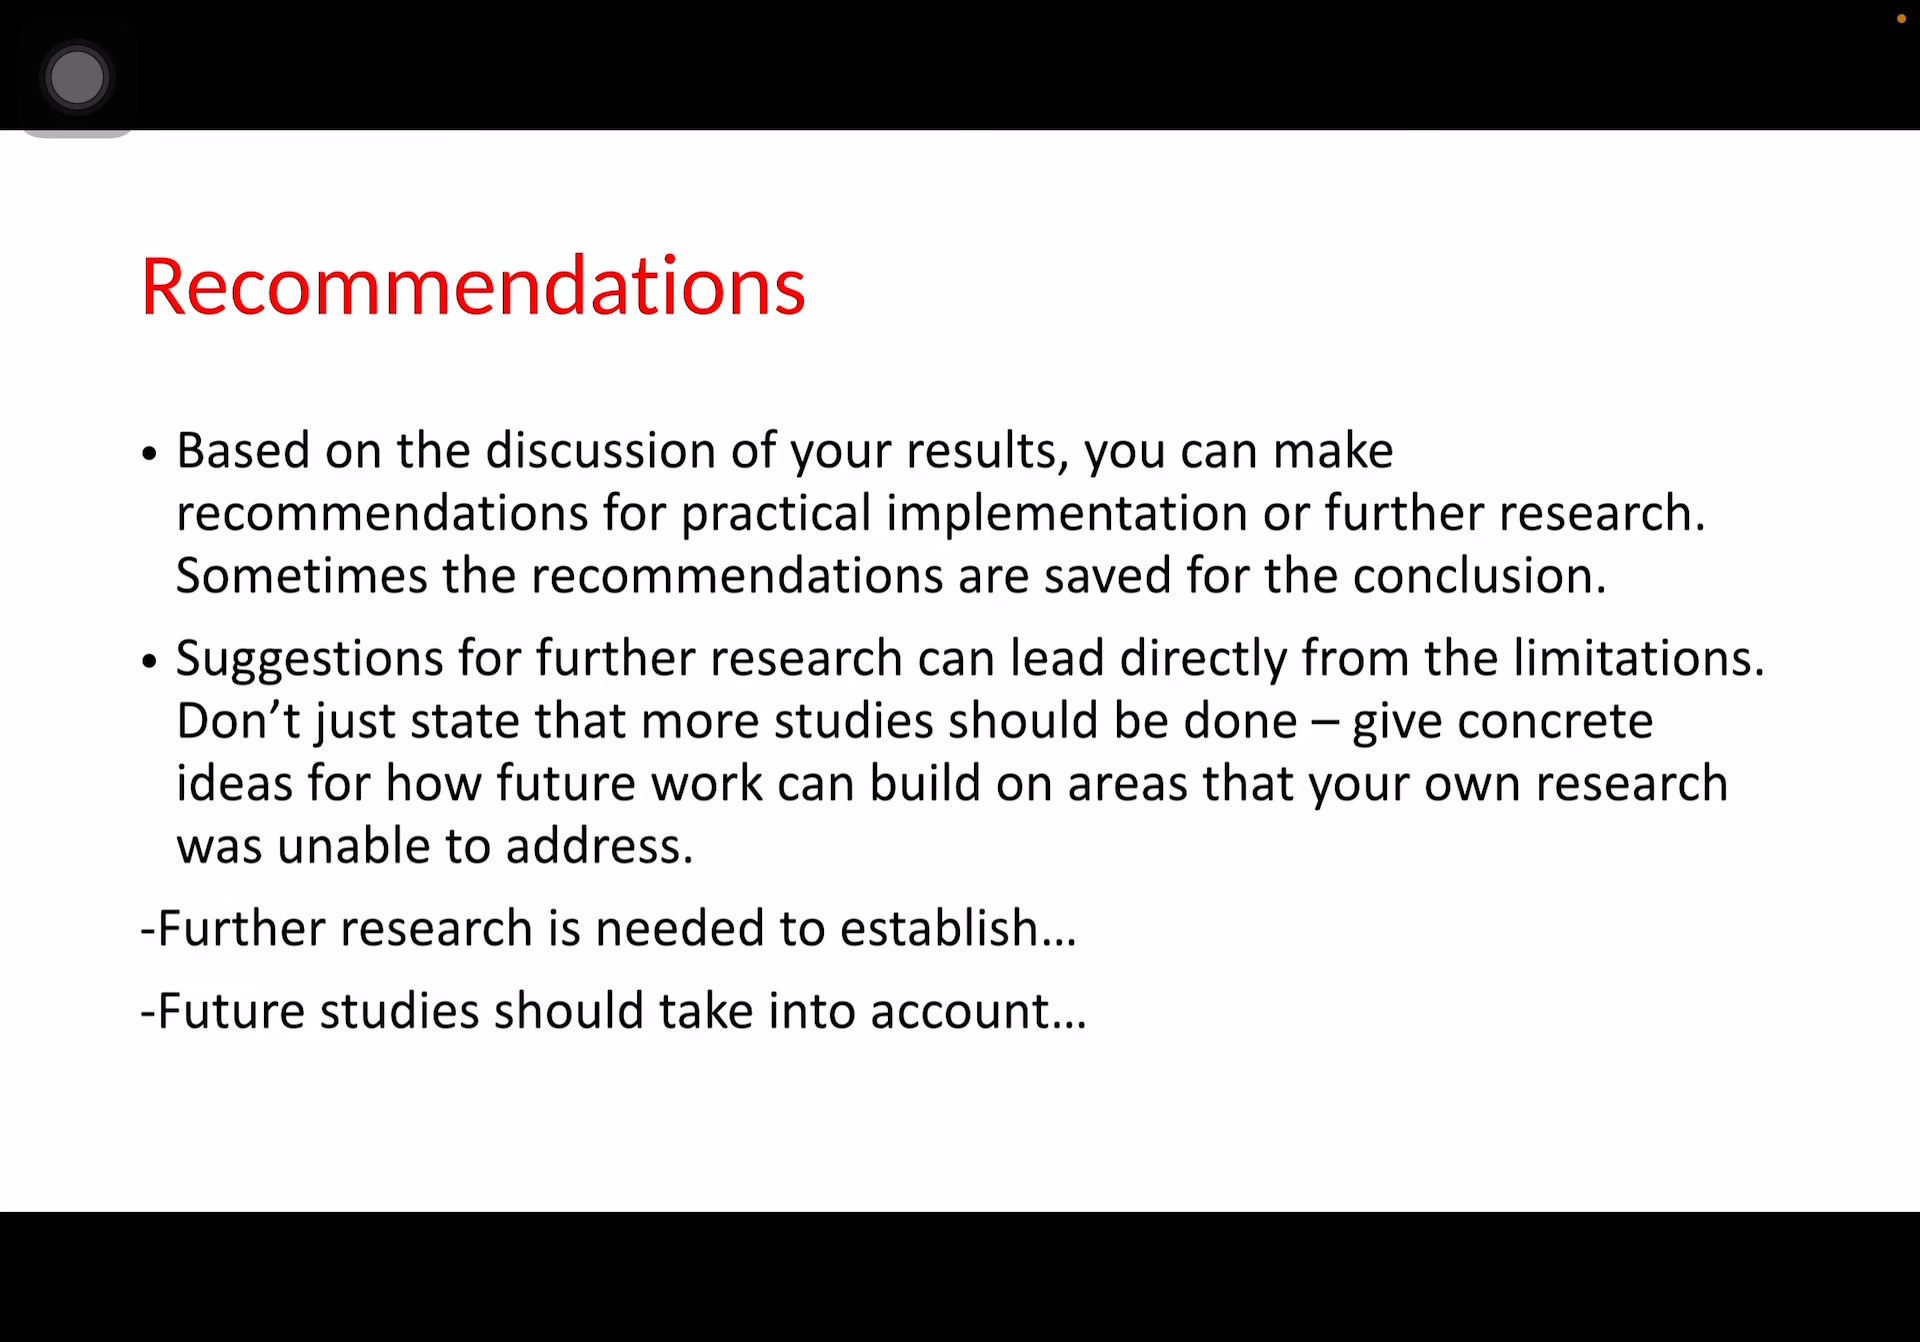 Recommendations
• Based on the discussion of your results, you can make
recommendations for practical implementation or further research.
Sometimes the recommendations are saved for the conclusion.
• Suggestions for further research can lead directly from the limitations.
Don’t just state that more studies should be done – give concrete
ideas for how future work can build on areas that your own research
was unable to address.
-Further research is needed to establish…
-Future studies should take into account…